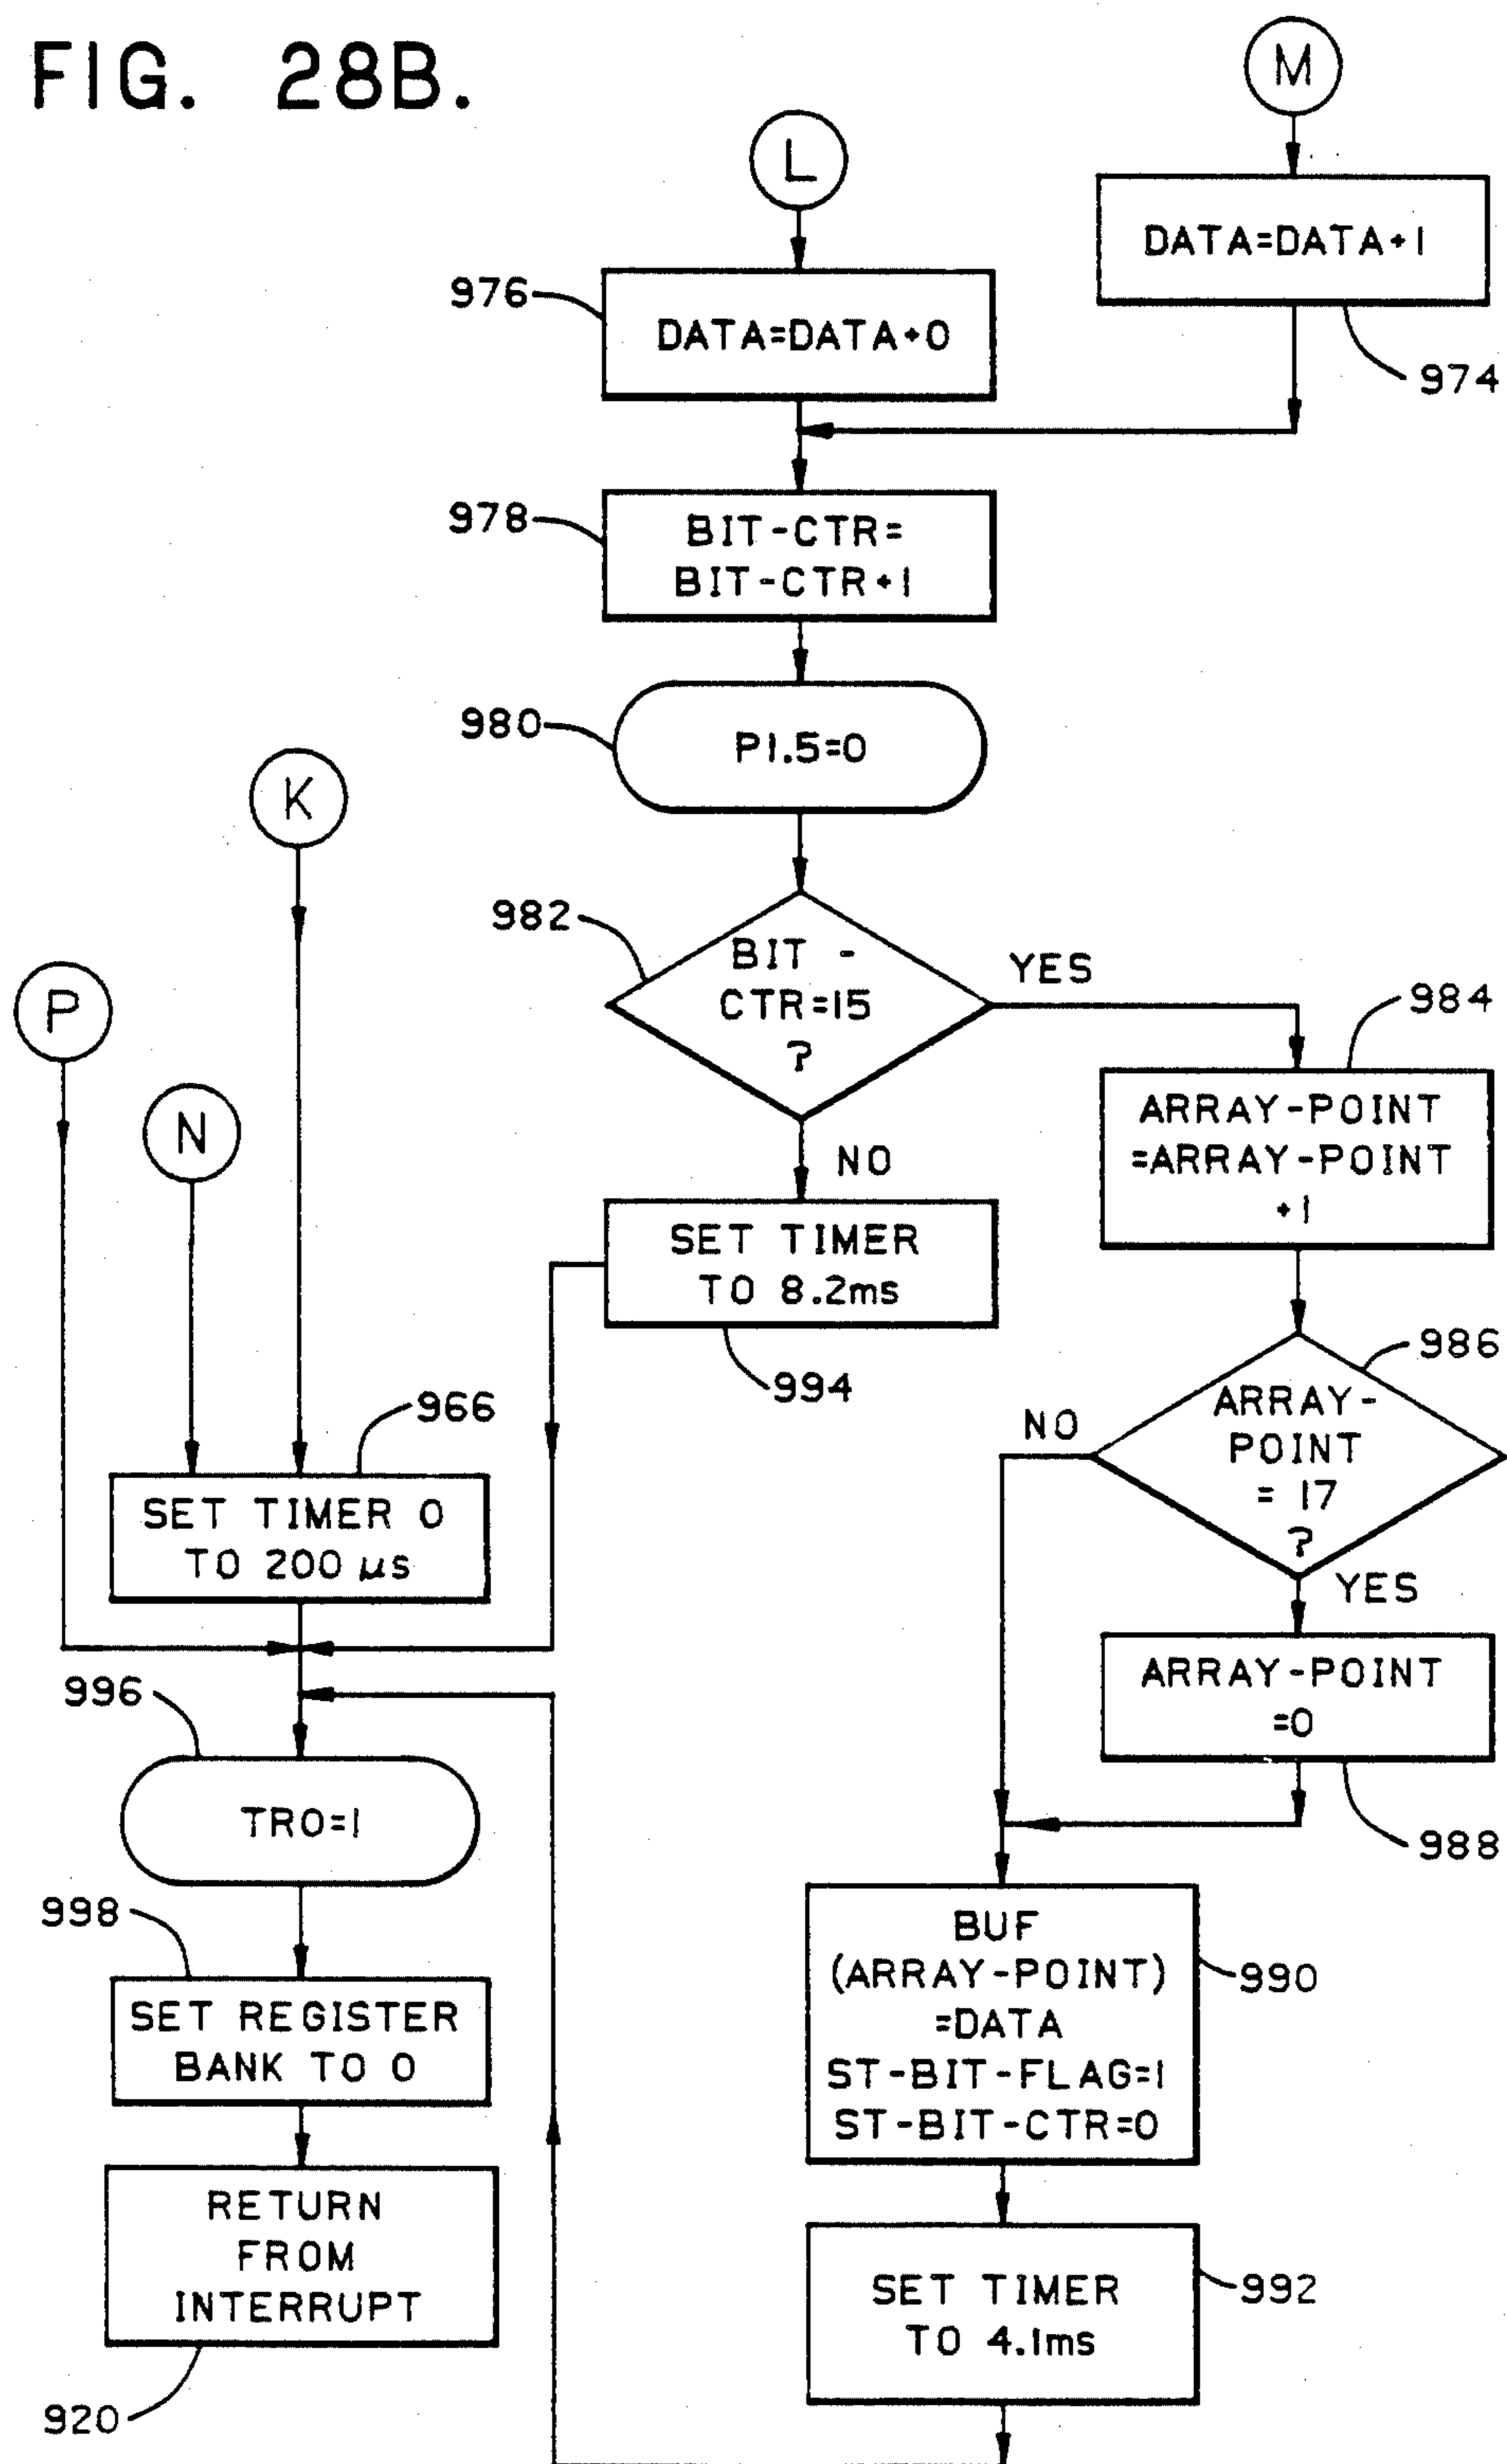 FIG. 28B.
M
L
DATA=DATA+1
974
976
DATA=DATA+0
978
BIT-CTR=
BIT-CTR+1
980
P1.5=0
K
982
BIT -
CTR=15
?
YES
NO
P
N
984
ARRAY-POINT
=ARRAY-POINT
+1
SET TIMER
TO 8.2ms
994
986
ARRAY-
POINT
= 17
?
NO
YES
966
SET TIMER 0
TO 200 μs
ARRAY-POINT
=0
988
996
TR0=1
998
SET REGISTER
BANK TO 0
BUF
(ARRAY-POINT)
=DATA
ST-BIT-FLAG=1
ST-BIT-CTR=0
990
RETURN
FROM
INTERRUPT
920
SET TIMER
TO 4.1ms
992